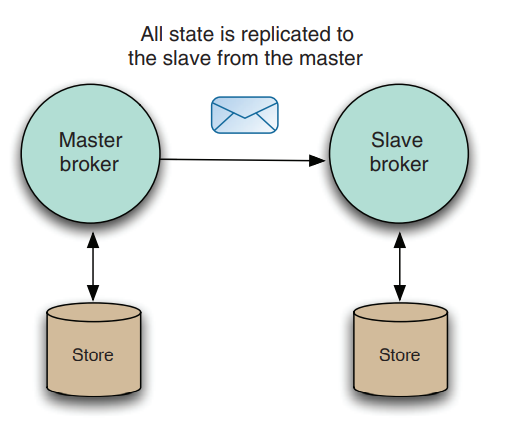 All state is replicated to
the slave from the master
Master
broker
Slave
broker
Store
Store